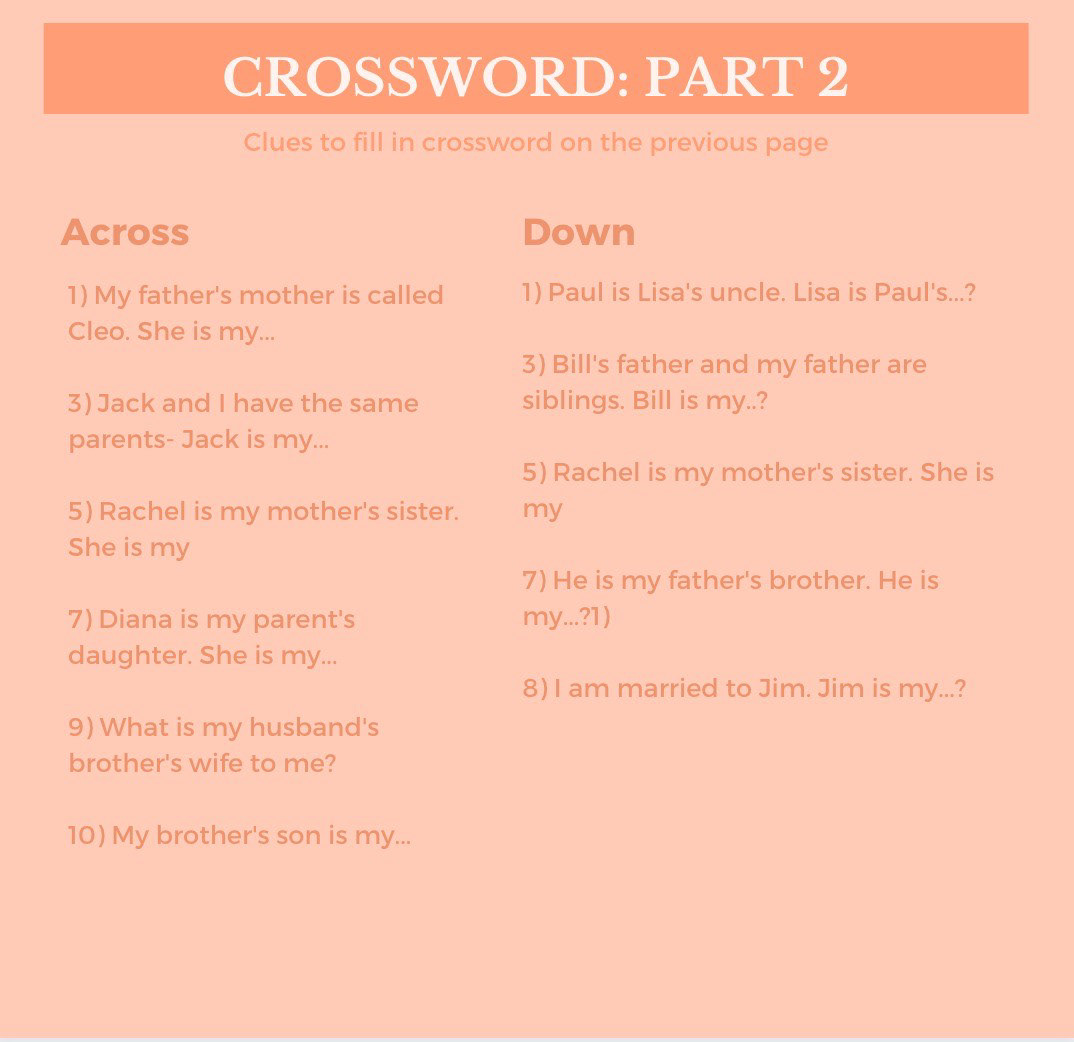 CROSSWORD: PART 2
Clues to fill in crossword on the previous page
Across
1) My father's mother is called
Cleo. She is my...
3) Jack and I have the same
parents- Jack is my...
5) Rachel is my mother's sister.
She is my
7) Diana is my parent's
daughter. She is my...
9) What is my husband's
brother's wife to me?
10) My brother's son is my...
Down
1) Paul is Lisa's uncle. Lisa is Paul's...?
3) Bill's father and my father are
siblings. Bill is my..?
5) Rachel is my mother's sister. She is
my
7) He is my father's brother. He is
my...?1)
8) I am married to Jim. Jim is my...?